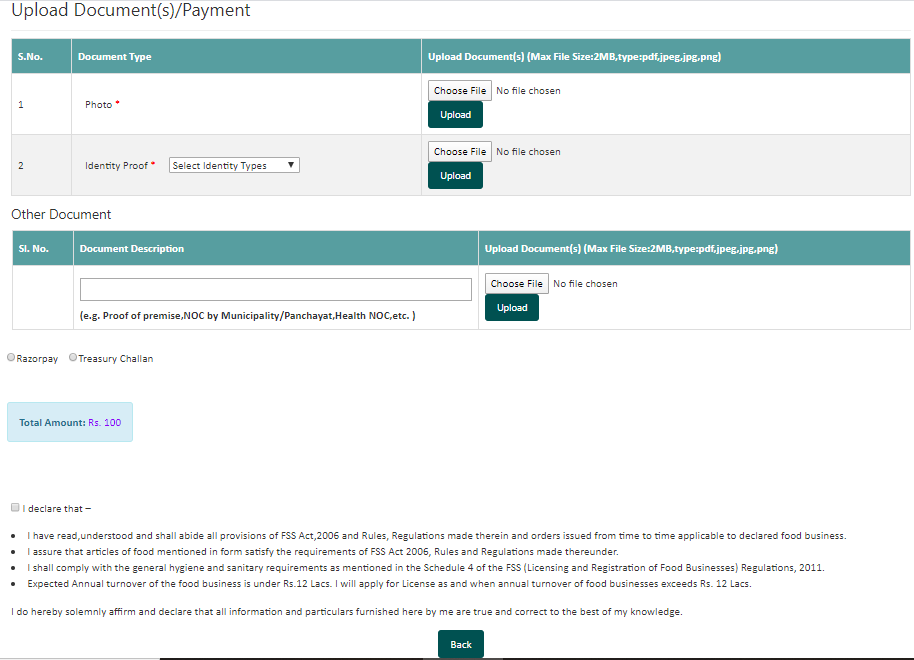 Upload Document(s)/Payment
S.No. Document Type Upload Document(s) (Max File Size:2MB,type:pdf,jpeg,jpg,png)
1 Photo * Choose File No file chosen
Upload
2 Identity Proof * Select Identity Types Choose File No file chosen
Upload
Other Document
Sl. No. Document Description Upload Document(s) (Max File Size:2MB,type:pdf,jpeg,jpg,png)
Choose File No file chosen
Upload
(e.g. Proof of premise,NOC by Municipality/Panchayat,Health NOC,etc. )
Razorpay Treasury Challan
Total Amount: Rs. 100
I declare that –
• I have read,understood and shall abide all provisions of FSS Act,2006 and Rules, Regulations made therein and orders issued from time to time applicable to declared food business.
• I assure that articles of food mentioned in form satisfy the requirements of FSS Act 2006, Rules and Regulations made thereunder.
• I shall comply with the general hygiene and sanitary requirements as mentioned in the Schedule 4 of the FSS (Licensing and Registration of Food Businesses) Regulations, 2011.
• Expected Annual turnover of the food business is under Rs.12 Lacs. I will apply for License as and when annual turnover of food businesses exceeds Rs. 12 Lacs.
I do hereby solemnly affirm and declare that all information and particulars furnished here by me are true and correct to the best of my knowledge.
Back